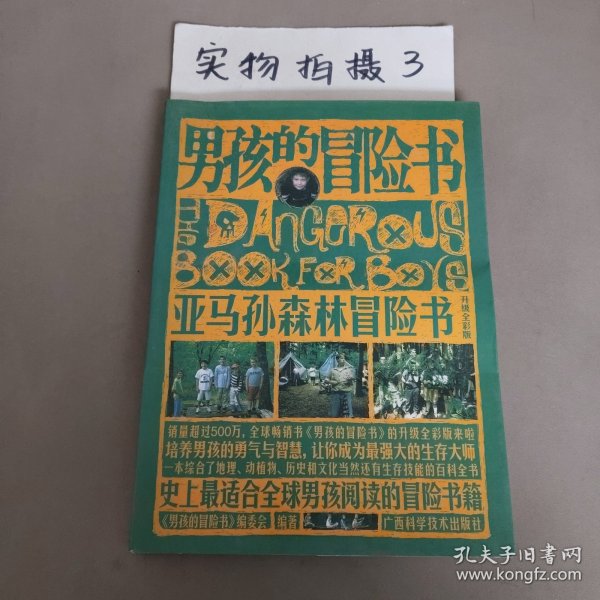 实物拍摄3
男孩的冒险书
THE DANGEROUS
BOOK FOR BOYS
亚马孙森林冒险书
升级全彩版
销量超过500万，全球畅销书《男孩的冒险书》的升级全彩版来啦
培养男孩的勇气与智慧，让你成为最强大的生存大师
一本综合了地理、动植物、历史和文化当然还有生存技能的百科全书
史上最适合全球男孩阅读的冒险书籍
《男孩的冒险书》编委会 编著 广西科学技术出版社
孔夫子旧书网
www.kongfz.com